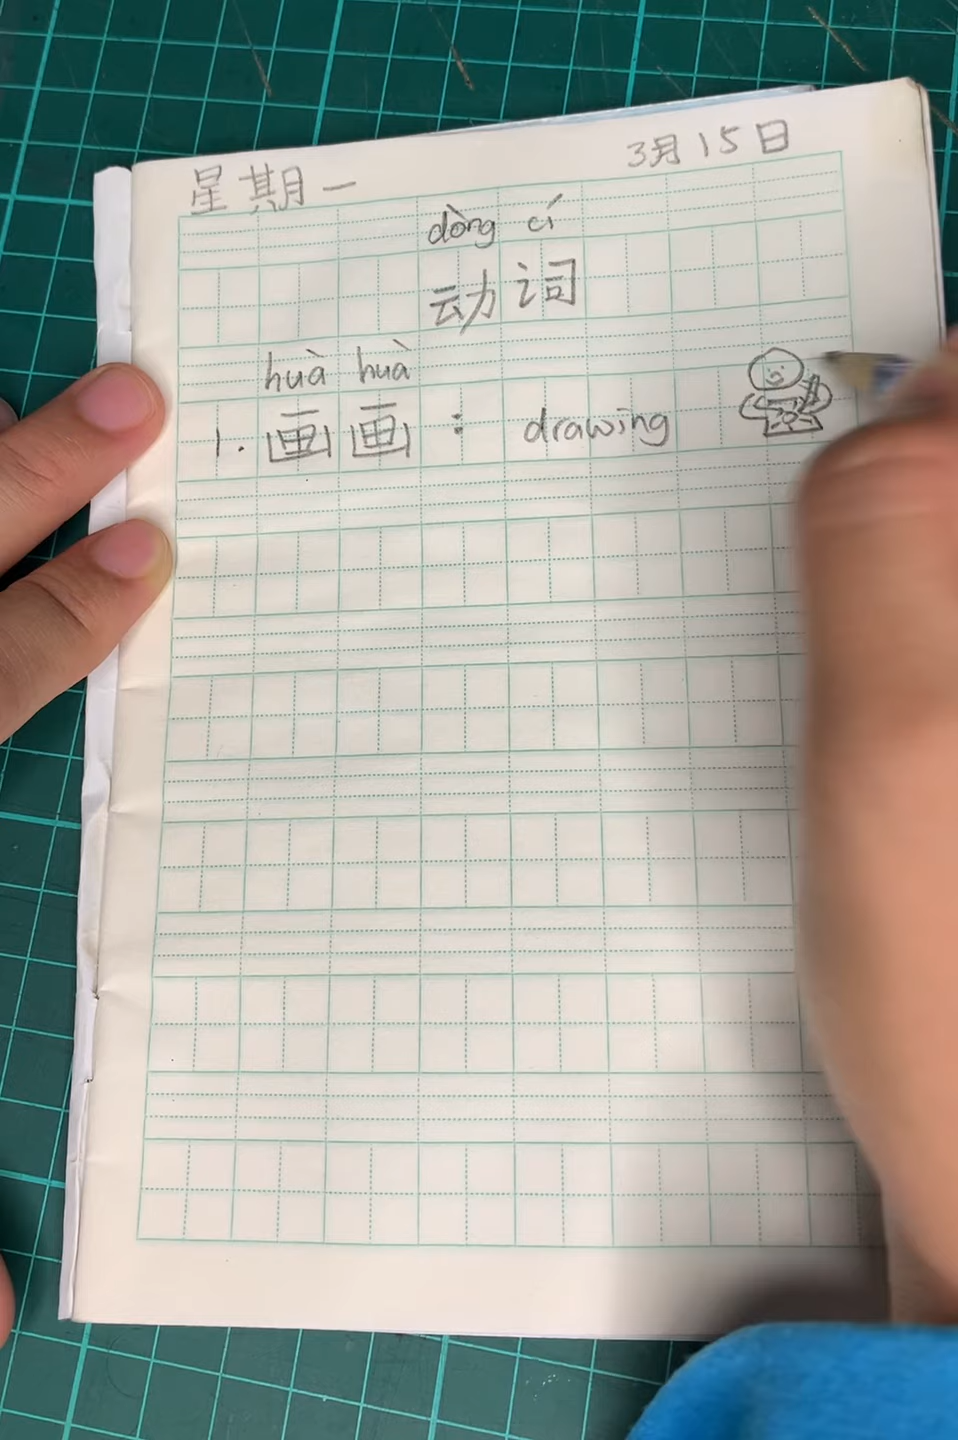 星期一 3月15日
dòng cí
动词
huà huà
1. 画画 : drawing